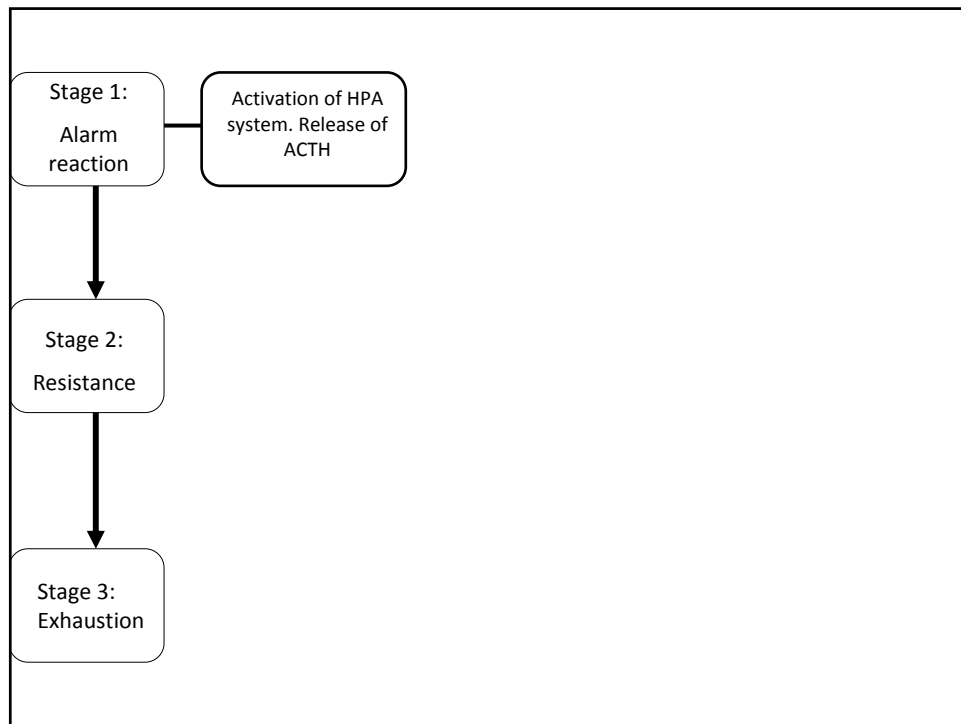 Stage 1:
Alarm
reaction
Activation of HPA
system. Release of
ACTH
Stage 2:
Resistance
Stage 3:
Exhaustion